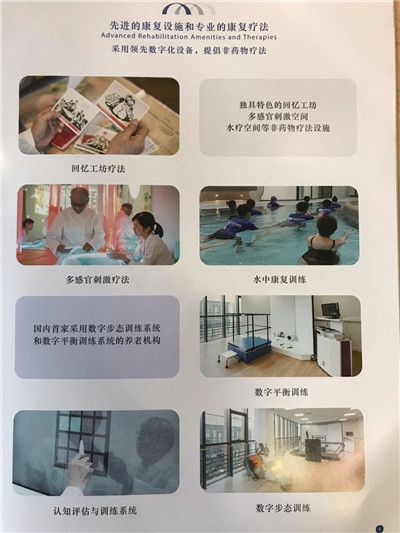 先进的康复设施和专业的康复疗法
Advanced Rehabilitation Amenities and Therapies
采用领先数字化设备，提倡非药物疗法
独具特色的回忆工坊
多感官刺激空间
水疗空间等非药物疗法设施
回忆工坊疗法
多感官刺激疗法
水中康复训练
国内首家采用数字步态训练系统
和数字平衡训练系统的养老机构
数字平衡训练
认知评估与训练系统
数字步态训练